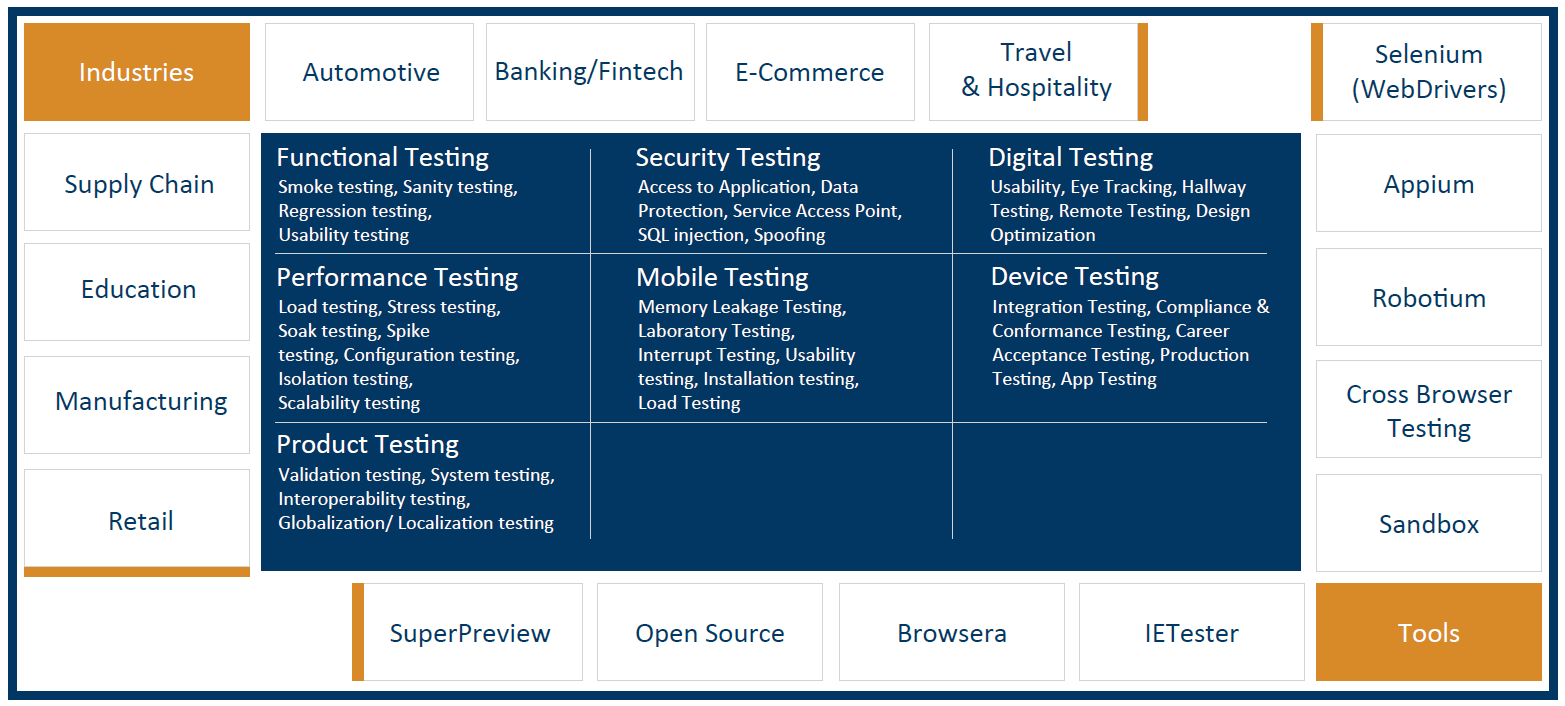 Industries
Automotive
Banking/Fintech
E-Commerce
Travel
& Hospitality
Selenium
(WebDrivers)
Supply Chain
Education
Manufacturing
Retail
Functional Testing
Smoke testing, Sanity testing,
Regression testing,
Usability testing
Security Testing
Access to Application, Data
Protection, Service Access Point,
SQL injection, Spoofing
Digital Testing
Usability, Eye Tracking, Hallway
Testing, Remote Testing, Design
Optimization
Performance Testing
Load testing, Stress testing,
Soak testing, Spike
testing, Configuration testing,
Isolation testing,
Scalability testing
Mobile Testing
Memory Leakage Testing,
Laboratory Testing,
Interrupt Testing, Usability
testing, Installation testing,
Load Testing
Device Testing
Integration Testing, Compliance &
Conformance Testing, Career
Acceptance Testing, Production
Testing, App Testing
Product Testing
Validation testing, System testing,
Interoperability testing,
Globalization/ Localization testing
Appium
Robotium
Cross Browser
Testing
Sandbox
SuperPreview
Open Source
Browsera
IETester
Tools